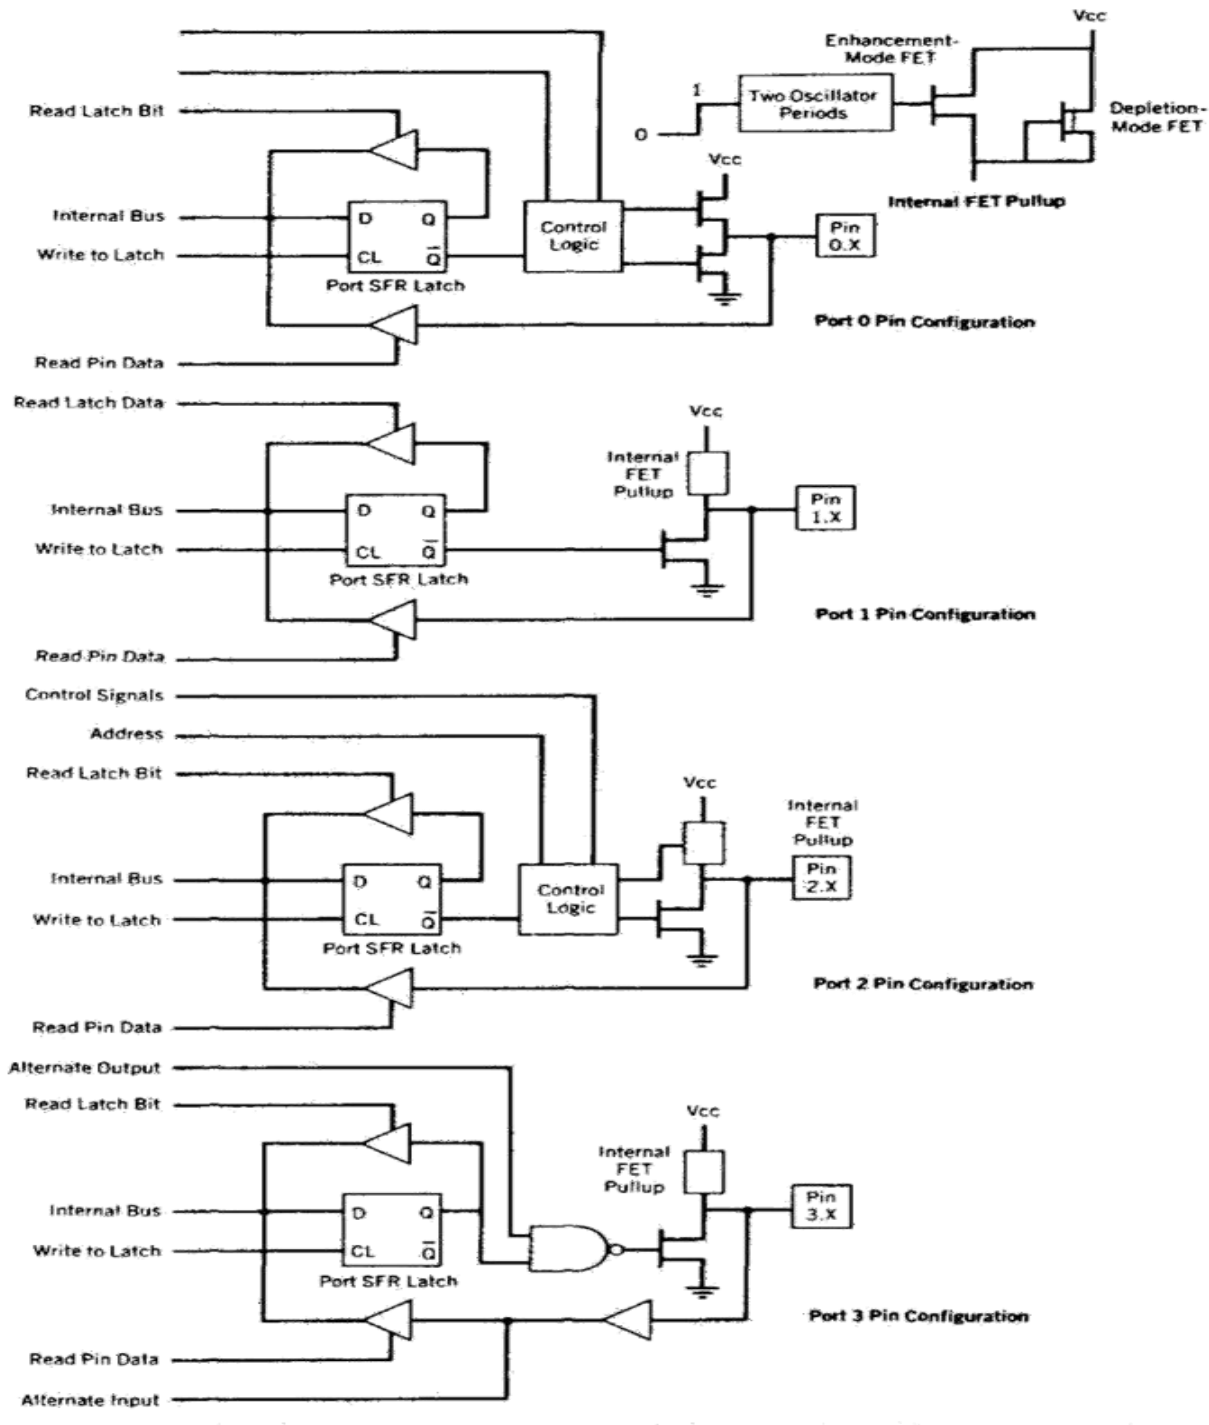 Vcc
Enhancement-
Mode FET
Read Latch Bit
1
Two Oscillator
Periods
Depletion-
Mode FET
0
Vcc
Internal FET Pullup
Internal Bus
D
Q
Control
Logic
Pin
0.X
Write to Latch
CL
Q̅
Port SFR Latch
Port 0 Pin Configuration
Read Pin Data
Read Latch Data
Vcc
Internal
FET
Pullup
Internal Bus
D
Q
Pin
1.X
Write to Latch
CL
Q̅
Port SFR Latch
Port 1 Pin Configuration
Read Pin Data
Control Signals
Address
Read Latch Bit
Vcc
Internal
FET
Pullup
Internal Bus
D
Q
Control
Logic
Pin
2.X
Write to Latch
CL
Q̅
Port SFR Latch
Port 2 Pin Configuration
Read Pin Data
Alternate Output
Read Latch Bit
Vcc
Internal
FET
Pullup
Internal Bus
D
Q
Pin
3.X
Write to Latch
CL
Q̅
Port SFR Latch
Port 3 Pin Configuration
Read Pin Data
Alternate Input